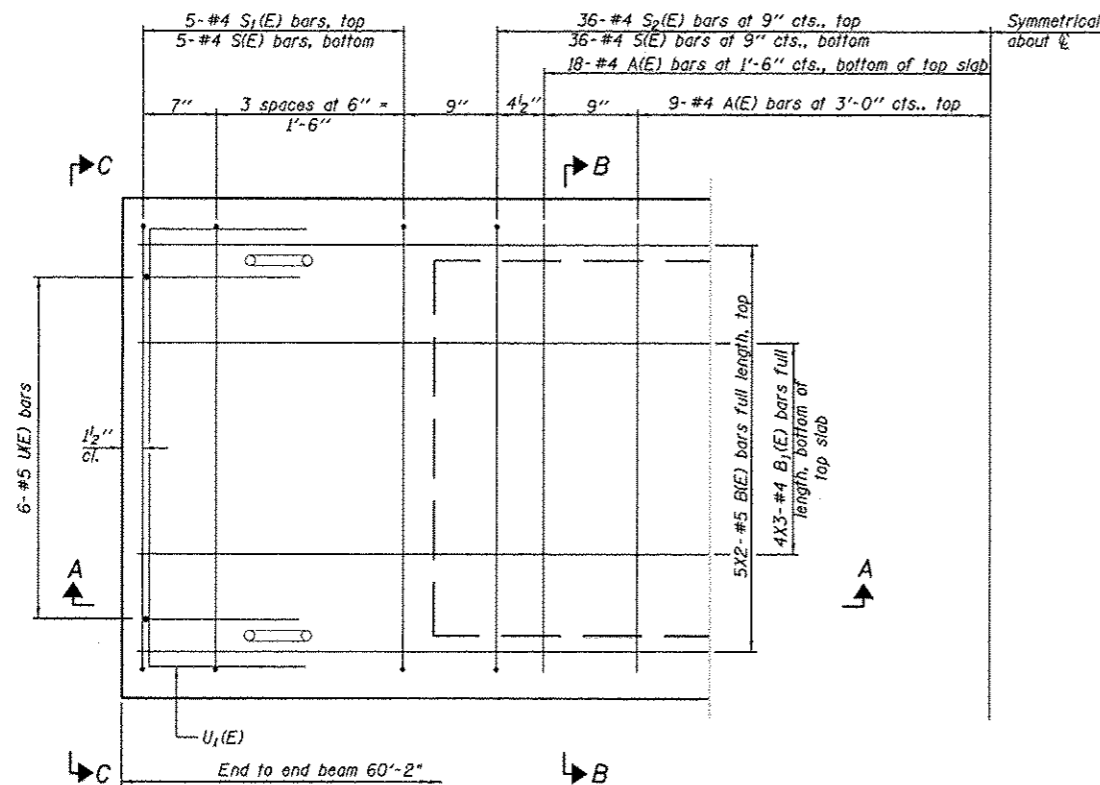 5-#4 S₁(E) bars, top
5-#4 S(E) bars, bottom
36-#4 S₂(E) bars at 9" cts., top
36-#4 S(E) bars at 9" cts., bottom
Symmetrical
about ℄
18-#4 A(E) bars at 1'-6" cts., bottom of top slab
7"
3 spaces at 6" =
1'-6"
9"
4½"
9"
9-#4 A(E) bars at 3'-0" cts., top
C
B
6-#5 U(E) bars
1½"
cl.
5X2-#5 B(E) bars full length, top
4X3-#4 B₁(E) bars full
length, bottom of
top slab
A
A
U₁(E)
C
End to end beam 60'-2"
B